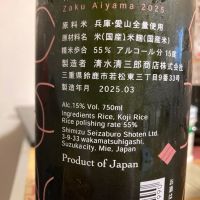 Zaku Aiyama 2025
原料米 兵庫・愛山全量使用
原材料名 米(国産)米麹(国産米)
精米歩合 55% アルコール分 15度
製造者 清水清三郎商店株式会社
三重県鈴鹿市若松東三丁目9番33号
製造年月 2025.03
Alc.15% Vol. 750ml
Ingredients Rice, Koji Rice
Rice polishing rate 55%
Shimizu Seizaburo Shoten Ltd.
3-9-33 wakamatsuhigashi,
Suzukacity, Mie, Japan
Product of Japan